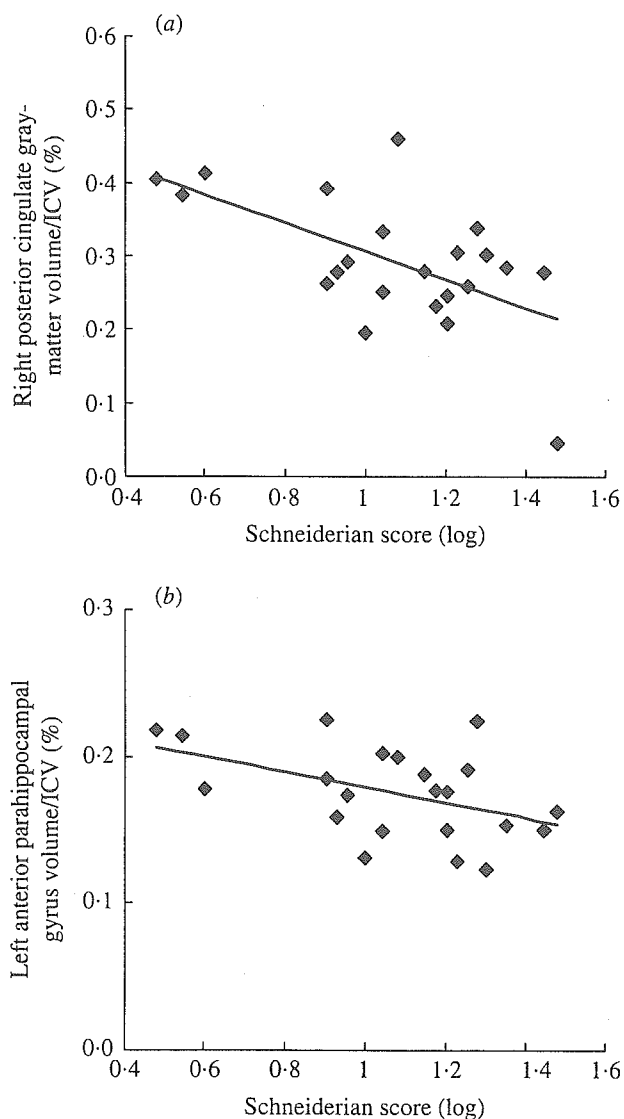 (a)
0·6
0·5
0·4
0·3
0·2
0·1
0·0
Right posterior cingulate gray-
matter volume/ICV (%)
0·4 0·6 0·8 1 1·2 1·4 1·6
Schneiderian score (log)
(b)
0·3
0·2
0·1
0·0
Left anterior parahippocampal
gyrus volume/ICV (%)
0·4 0·6 0·8 1 1·2 1·4 1·6
Schneiderian score (log)